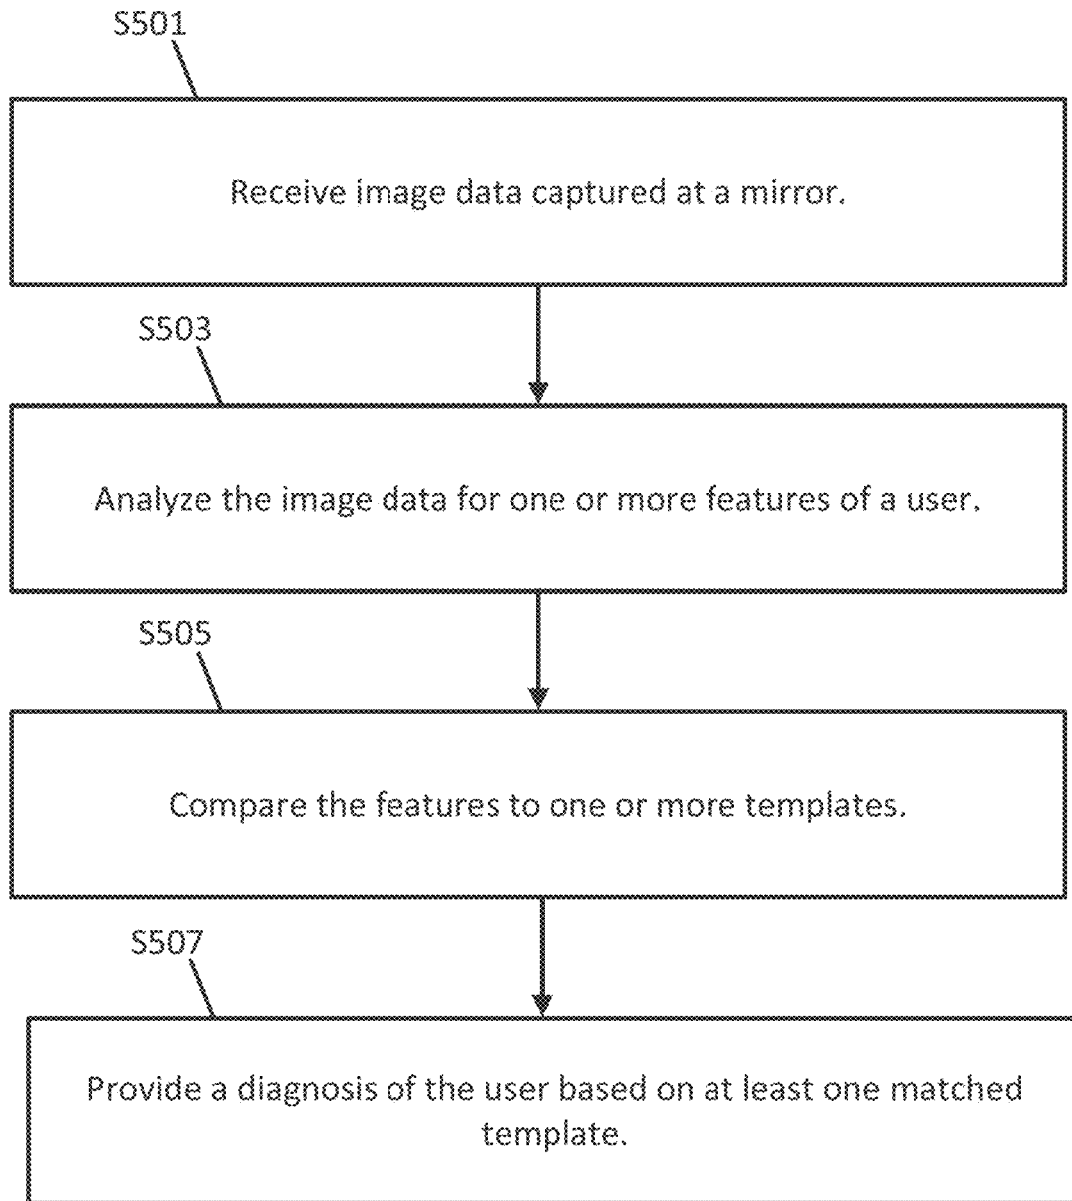 S501
Receive image data captured at a mirror.
S503
Analyze the image data for one or more features of a user.
S505
Compare the features to one or more templates.
S507
Provide a diagnosis of the user based on at least one matched
template.